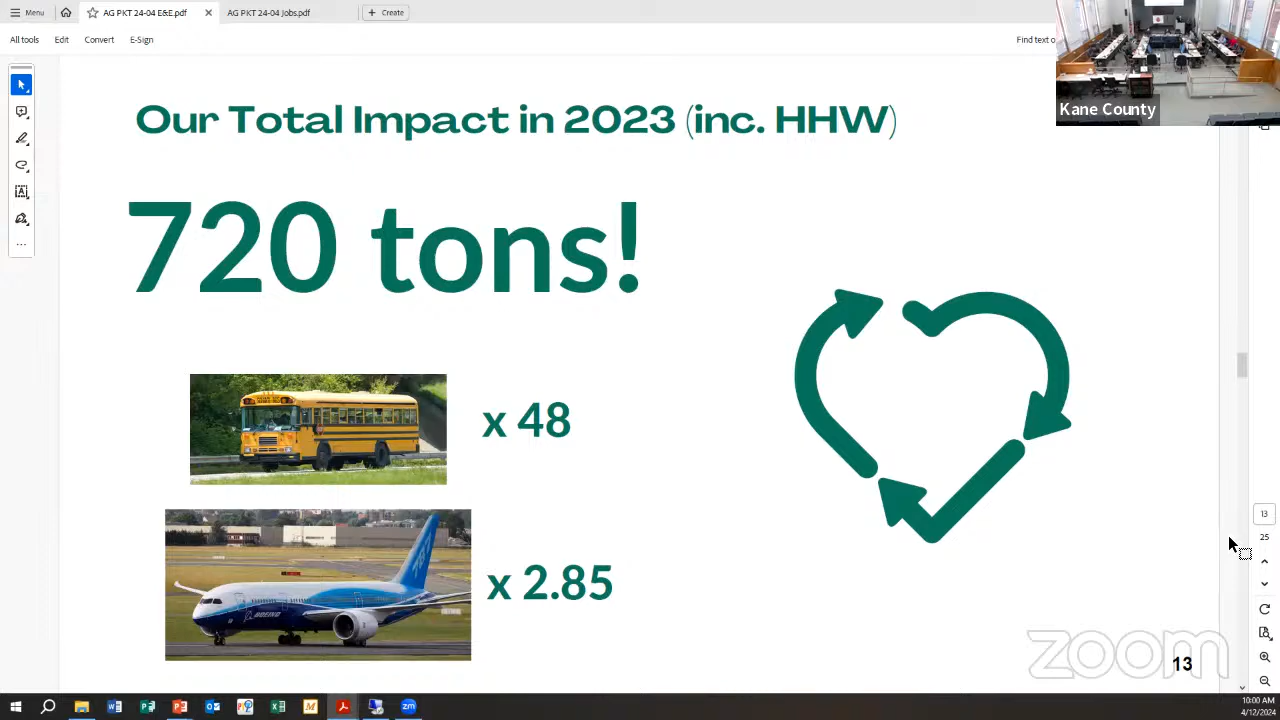 Menu
AG PKT 24-04 E&E.pdf
AG PKT 24-04 Jobs.pdf
Create
All tools
Edit
Convert
E-Sign
Find text o
Kane County
Our Total Impact in 2023 (inc. HHW)
720 tons!
x 48
BOEING
x 2.85
13
25
zoom
13
10:00 AM
4/12/2024